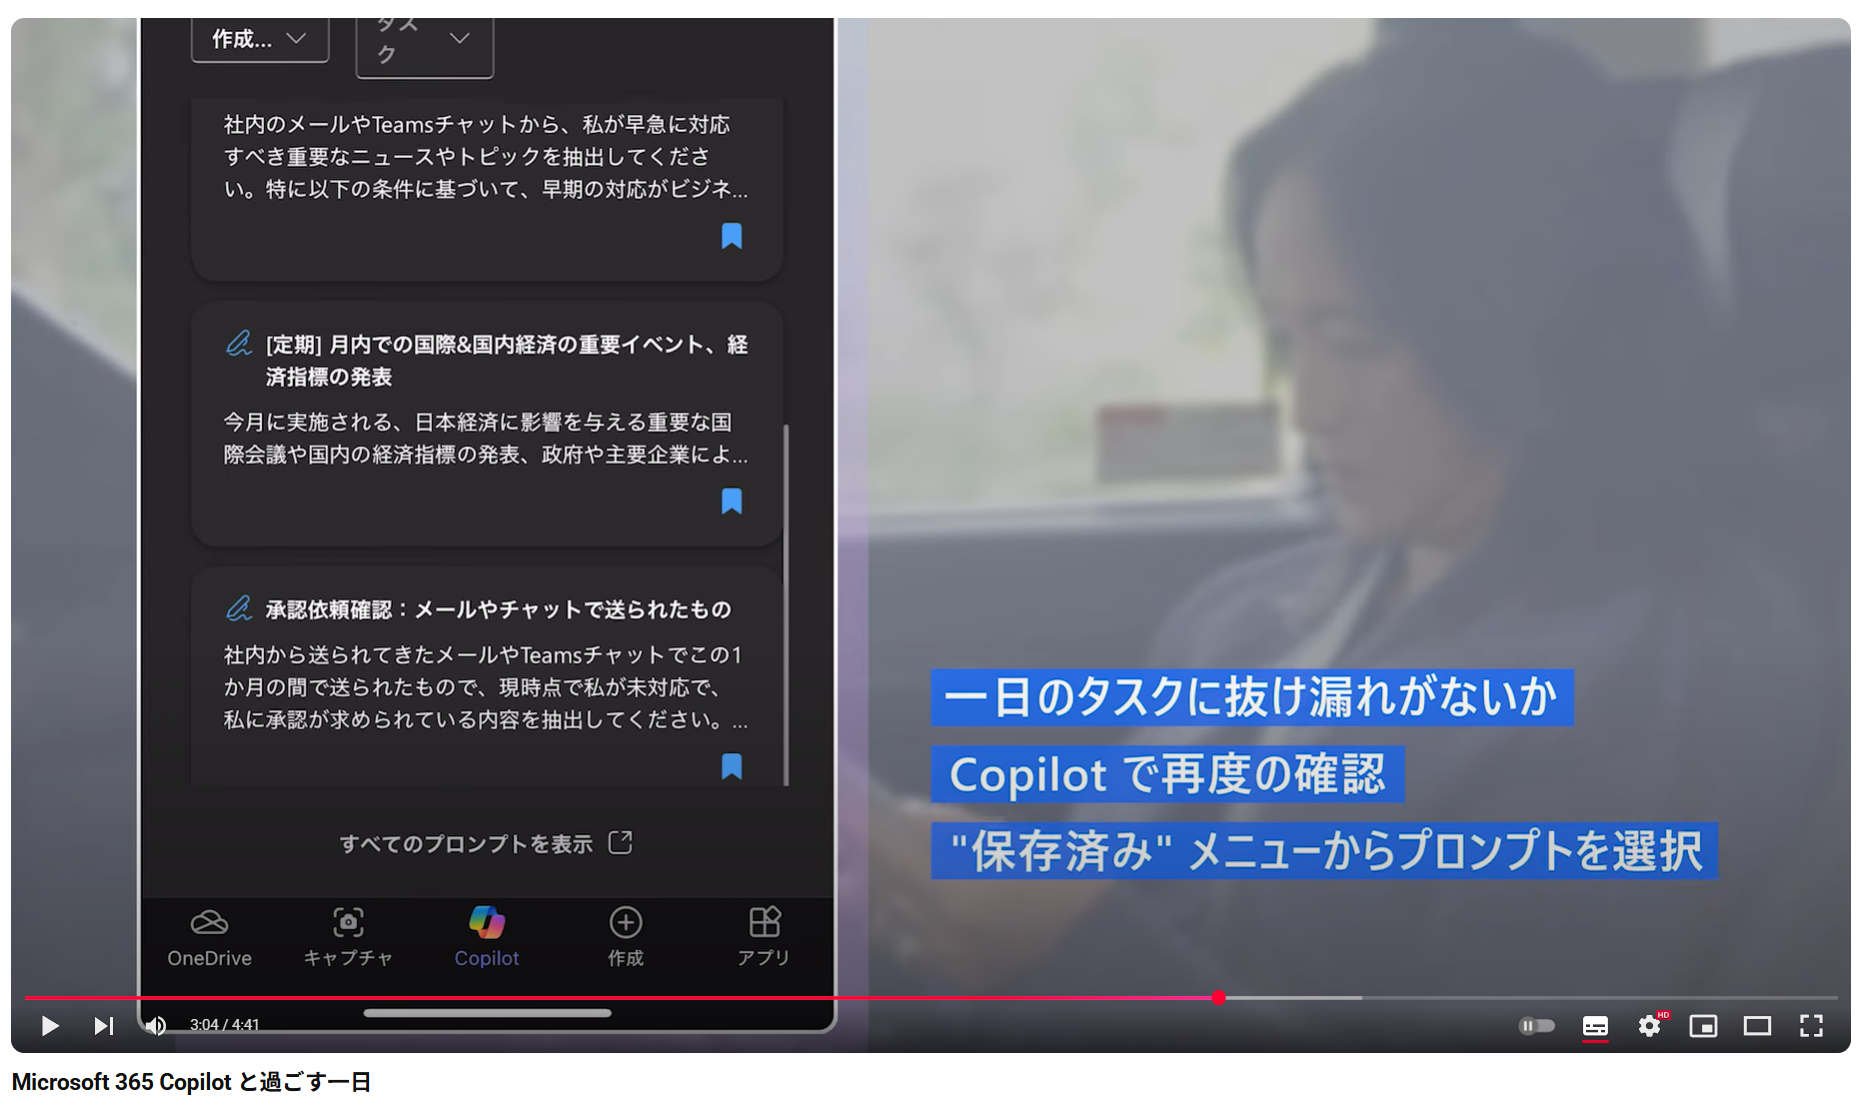 作成...
タス
ク
社内のメールやTeamsチャットから、私が早急に対応
すべき重要なニュースやトピックを抽出してくださ
い。特に以下の条件に基づいて、早期の対応がビジネ...
[定期] 月内での国際&国内経済の重要イベント、経
済指標の発表
今月に実施される、日本経済に影響を与える重要な国
際会議や国内の経済指標の発表、政府や主要企業によ...
承認依頼確認：メールやチャットで送られたもの
社内から送られてきたメールやTeamsチャットでこの1
か月の間で送られたもので、現時点で私が未対応で、
私に承認が求められている内容を抽出してください。...
すべてのプロンプトを表示
OneDrive
キャプチャ
Copilot
作成
アプリ
一日のタスクに抜け漏れがないか
Copilot で再度の確認
"保存済み" メニューからプロンプトを選択
3:04 / 4:41
HD
Microsoft 365 Copilot と過ごす一日